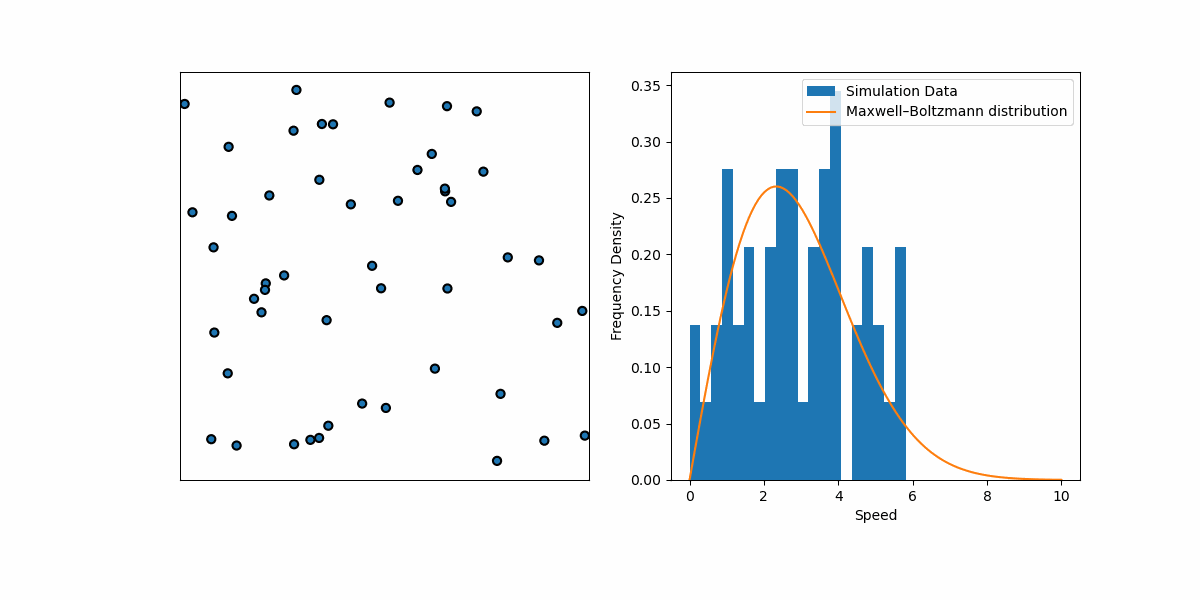 Simulation Data
Maxwell–Boltzmann distribution
Frequency Density
0.35
0.30
0.25
0.20
0.15
0.10
0.05
0.00
0 2 4 6 8 10
Speed